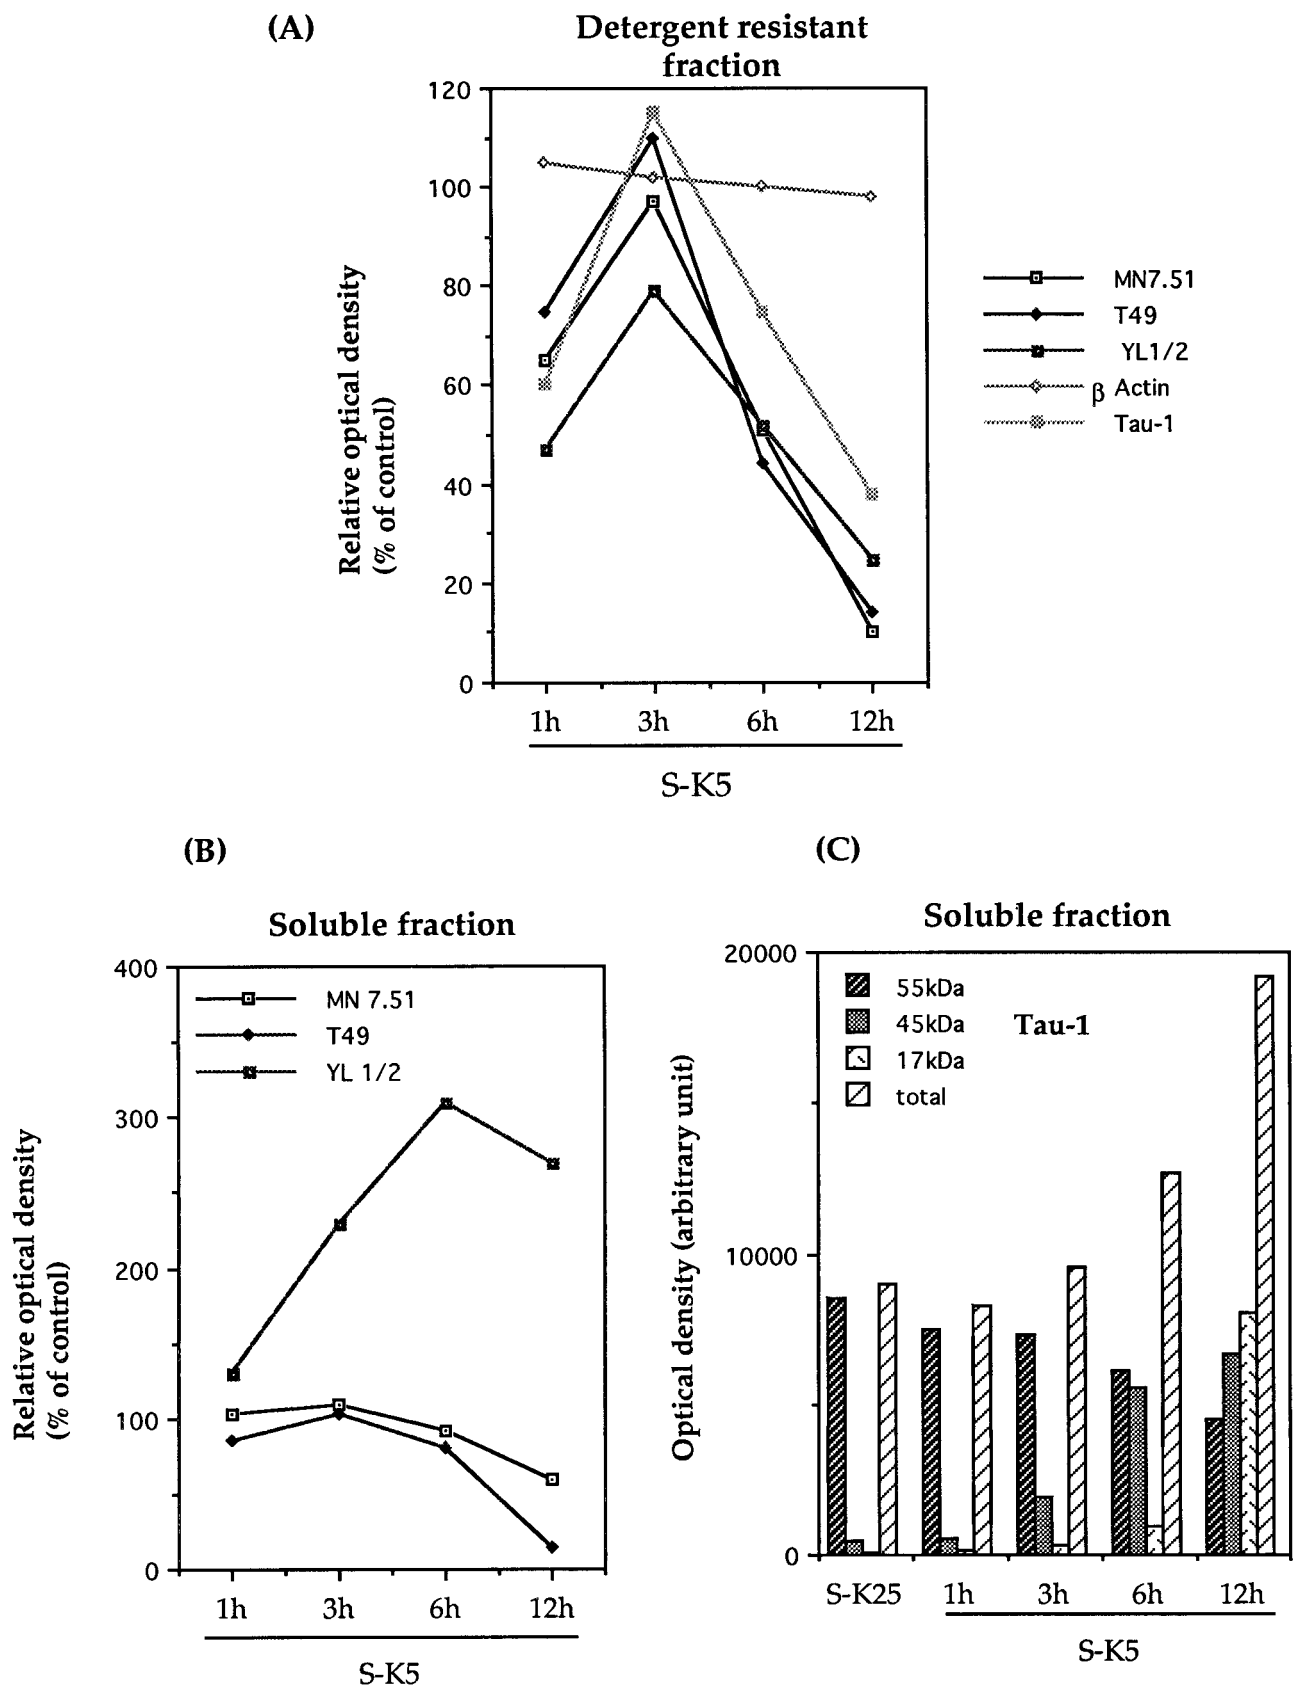 (A)
Detergent resistant
fraction
120
100
80
60
40
20
0
Relative optical density
(% of control)
1h 3h 6h 12h
S-K5
MN7.51
T49
YL1/2
β Actin
Tau-1
(B)
Soluble fraction
400
300
200
100
0
Relative optical density
(% of control)
MN 7.51
T49
YL 1/2
1h 3h 6h 12h
S-K5
(C)
Soluble fraction
20000
10000
0
Optical density (arbitrary unit)
55kDa
45kDa
17kDa
total
Tau-1
S-K25 1h 3h 6h 12h
S-K5